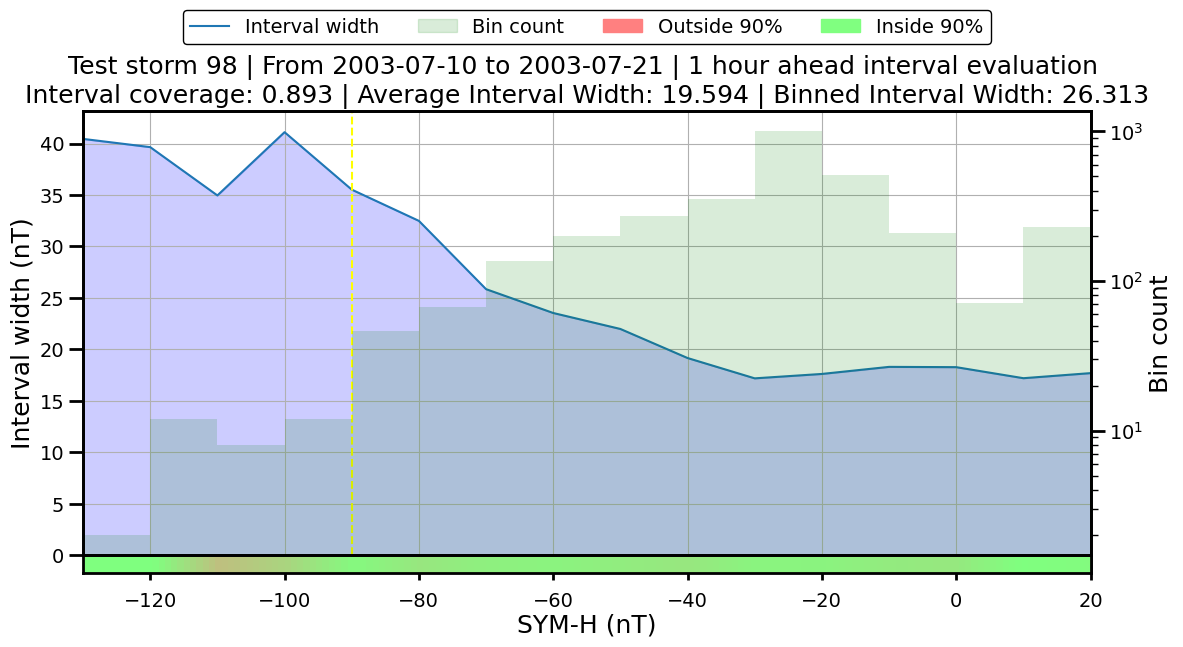 Interval width Bin count Outside 90% Inside 90%
Test storm 98 | From 2003-07-10 to 2003-07-21 | 1 hour ahead interval evaluation
Interval coverage: 0.893 | Average Interval Width: 19.594 | Binned Interval Width: 26.313
Interval width (nT)
40
35
30
25
20
15
10
5
0
10³
10²
10¹
Bin count
−120 −100 −80 −60 −40 −20 0 20
SYM-H (nT)